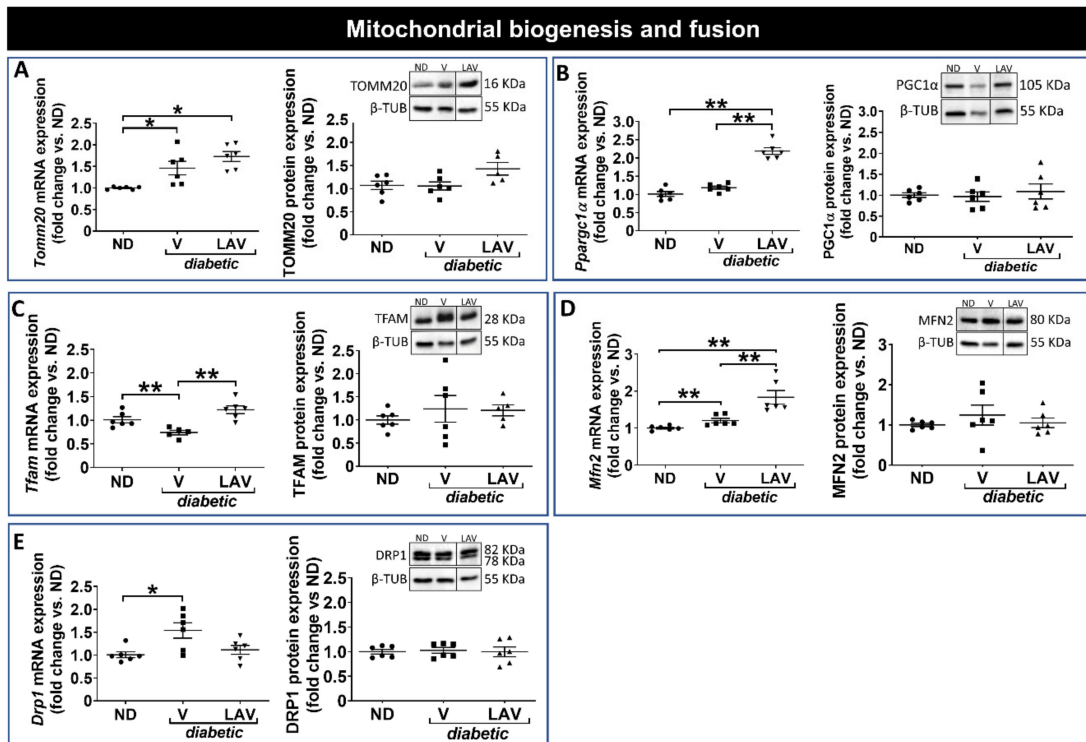 Mitochondrial biogenesis and fusion
A
Tomm20 mRNA expression
(fold change vs. ND)
2.5
2.0
1.5
1.0
0.5
0
*
*
ND
V
LAV
diabetic
TOMM20 protein expression
(fold change vs. ND)
2.5
2.0
1.5
1.0
0.5
0
ND
V
LAV
TOMM20
16 KDa
β-TUB
55 KDa
ND
V
LAV
diabetic
B
Ppargc1α mRNA expression
(fold change vs. ND)
3.0
2.5
2.0
1.5
1.0
0.5
0
**
**
ND
V
LAV
diabetic
PGC1α protein expression
(fold change vs. ND)
2.5
2.0
1.5
1.0
0.5
0
ND
V
LAV
PGC1α
105 KDa
β-TUB
55 KDa
ND
V
LAV
diabetic
C
Tfam mRNA expression
(fold change vs. ND)
2.5
2.0
1.5
1.0
0.5
0
**
**
ND
V
LAV
diabetic
TFAM protein expression
(fold change vs. ND)
2.5
2.0
1.5
1.0
0.5
0
ND
V
LAV
TFAM
28 KDa
β-TUB
55 KDa
ND
V
LAV
diabetic
D
Mfn2 mRNA expression
(fold change vs. ND)
4
3
2
1
0
**
**
**
ND
V
LAV
diabetic
MFN2 protein expression
(fold change vs. ND)
3
2
1
0
ND
V
LAV
MFN2
80 KDa
β-TUB
55 KDa
ND
V
LAV
diabetic
E
Drp1 mRNA expression
(fold change vs. ND)
2.5
2.0
1.5
1.0
0.5
0
*
ND
V
LAV
diabetic
DRP1 protein expression
(fold change vs ND)
2.5
2.0
1.5
1.0
0.5
0
ND
V
LAV
DRP1
82 KDa
78 KDa
β-TUB
55 KDa
ND
V
LAV
diabetic